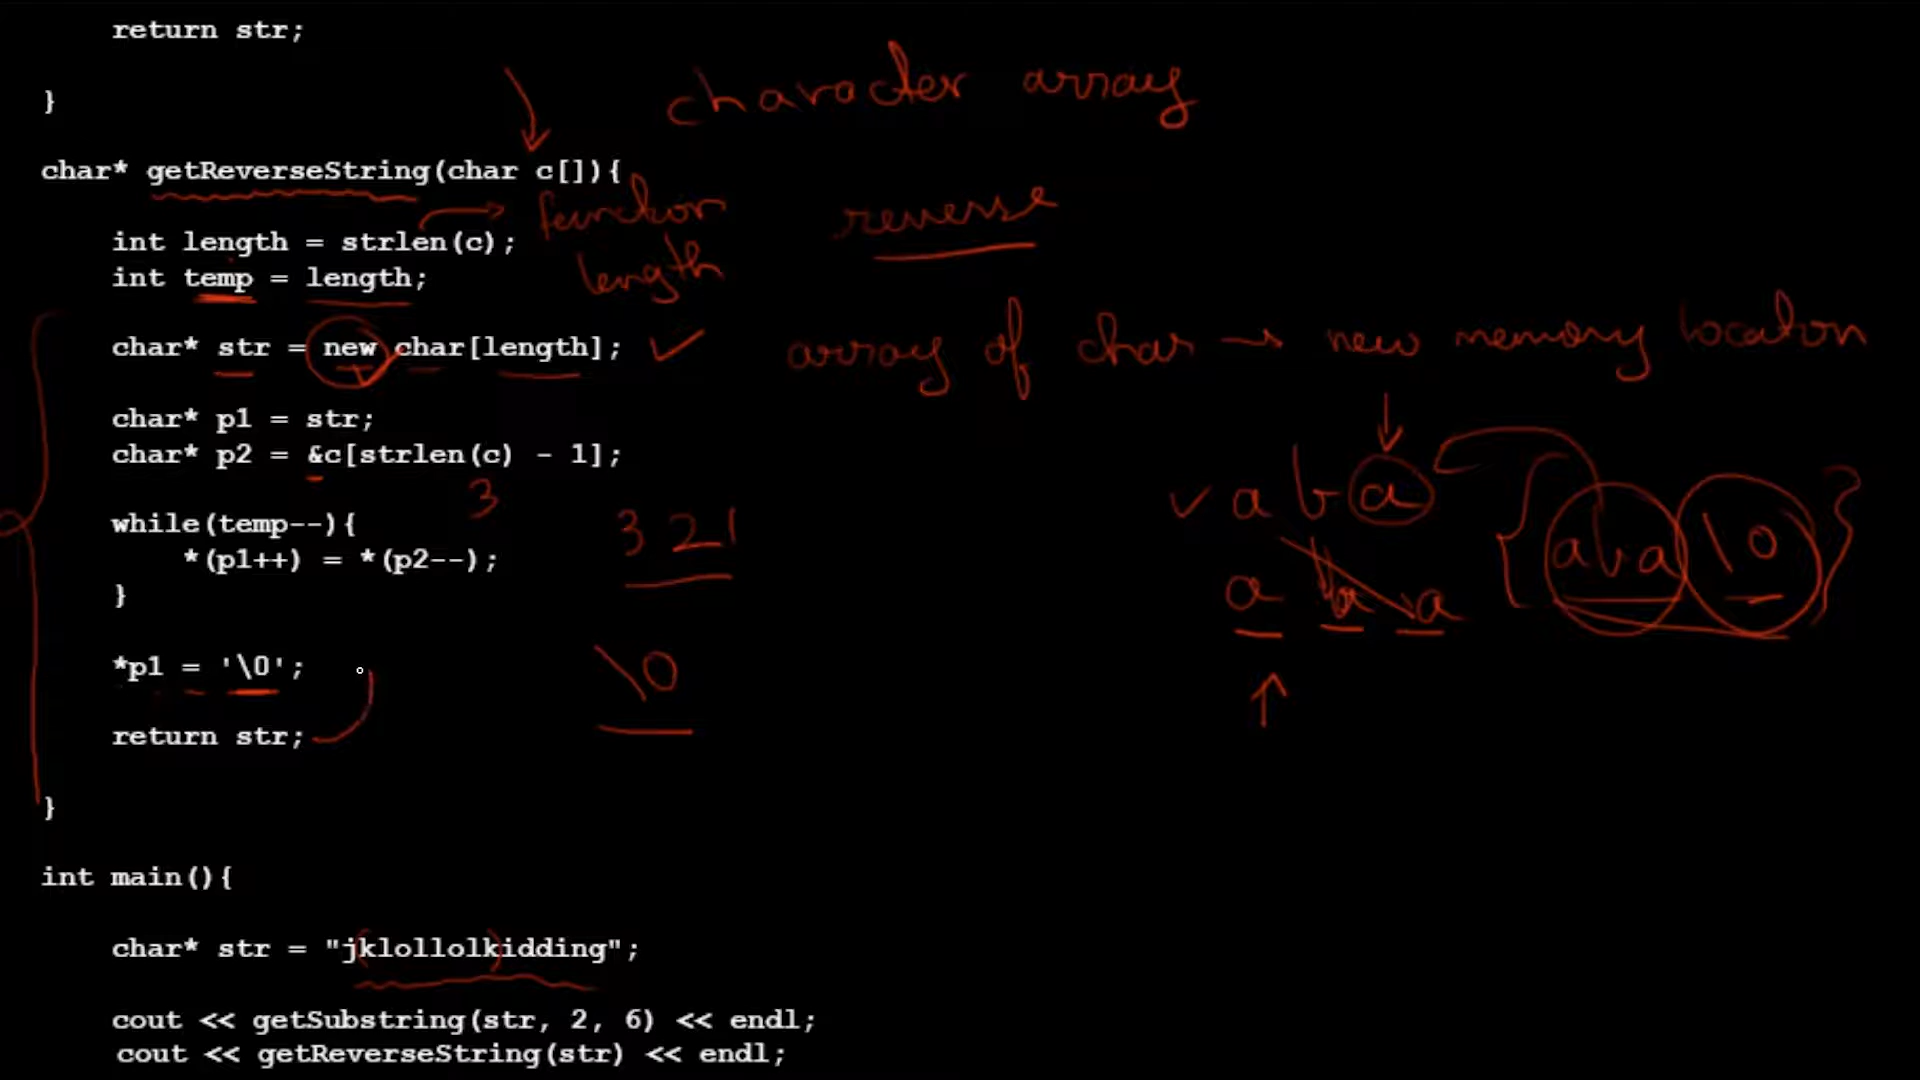 return str;
}
character array
char* getReverseString(char c[]){
function reverse
int length = strlen(c);
length
int temp = length;
char* str = new char[length];
array of char → new memory location
char* p1 = str;
char* p2 = &c[strlen(c) - 1];
3
a b a
while(temp--){
3 2 1
{ aba \0 }
*(p1++) = *(p2--);
a b a
}
*p1 = '\0';
\0
return str;
}
int main(){
char* str = "jklollolkidding";
cout << getSubstring(str, 2, 6) << endl;
cout << getReverseString(str) << endl;